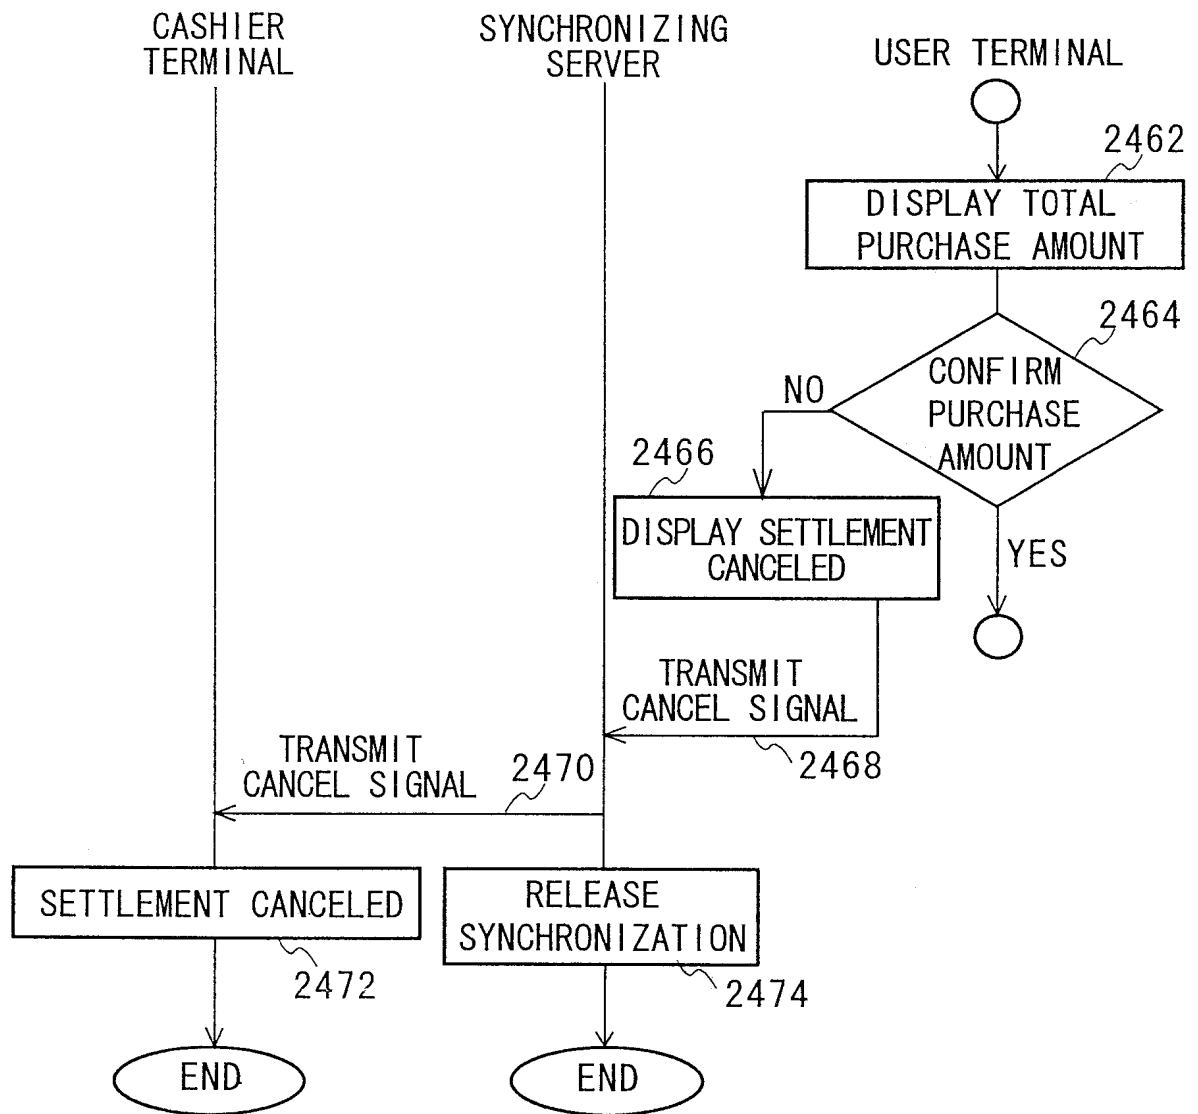 CASHIER
TERMINAL
SYNCHRONIZING
SERVER
USER TERMINAL
2462
DISPLAY TOTAL
PURCHASE AMOUNT
2464
CONFIRM
PURCHASE
AMOUNT
NO
2466
DISPLAY SETTLEMENT
CANCELED
YES
TRANSMIT
CANCEL SIGNAL
2468
TRANSMIT
CANCEL SIGNAL
2470
SETTLEMENT CANCELED
2472
RELEASE
SYNCHRONIZATION
2474
END
END